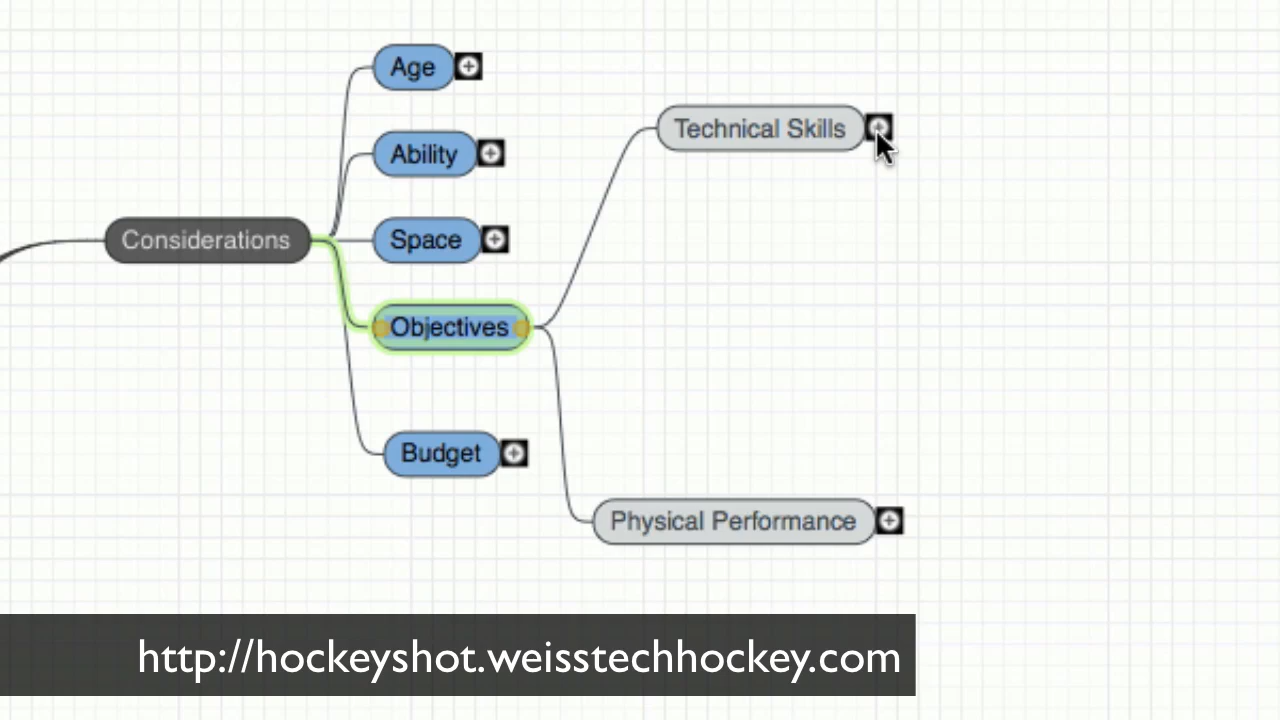 Age
Ability
Technical Skills
Considerations
Space
Objectives
Budget
Physical Performance
http://hockeyshot.weisstechhockey.com